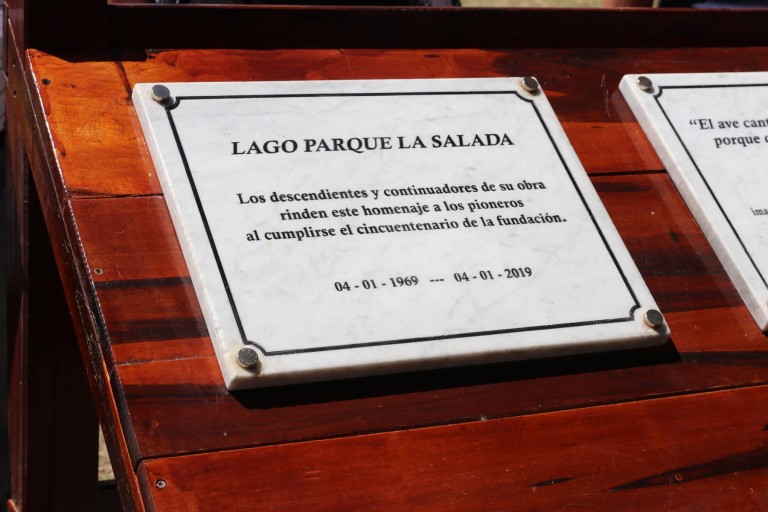 LAGO PARQUE LA SALADA
Los descendientes y continuadores de su obra
rinden este homenaje a los pioneros
al cumplirse el cincuentenario de la fundación.
04 - 01 - 1969 --- 04 - 01 - 2019
“El ave cant
porque